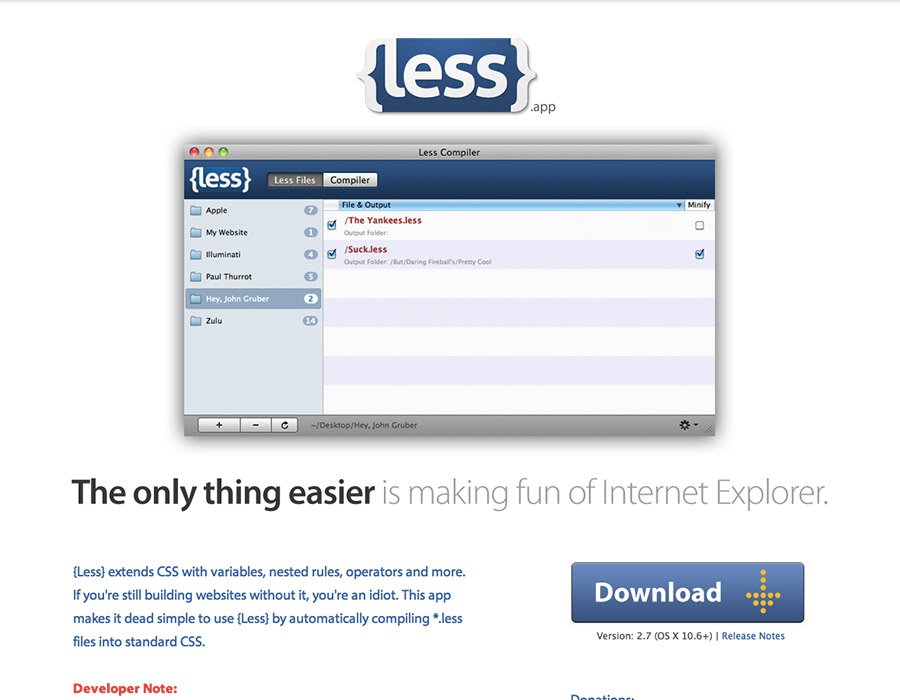 {less}
.app
Less Compiler
{less} Less Files Compiler
File & Output Minify
Apple 7
My Website 1
Illuminati 4
Paul Thurrot 5
Hey, John Gruber 2
Zulu 14
/The Yankees.less
Output Folder:
/Suck.less
Output Folder: /But/Daring Fireball's/Pretty Cool
~/Desktop/Hey, John Gruber
The only thing easier is making fun of Internet Explorer.
{Less} extends CSS with variables, nested rules, operators and more.
If you're still building websites without it, you're an idiot. This app
makes it dead simple to use {Less} by automatically compiling *.less
files into standard CSS.
Download
Version: 2.7 (OS X 10.6+) | Release Notes
Developer Note:
Donations: